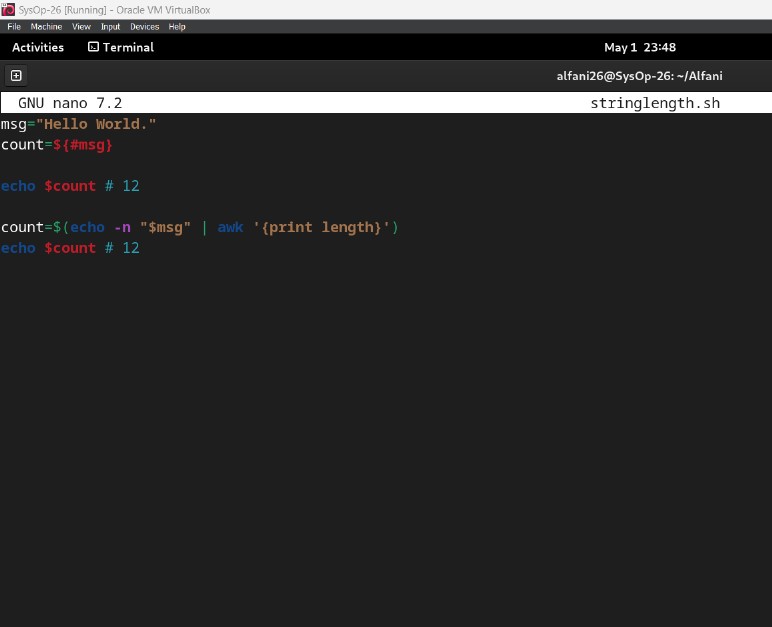 SysOp-26 [Running] - Oracle VM VirtualBox
File Machine View Input Devices Help
Activities Terminal May 1 23:48
alfani26@SysOp-26: ~/Alfani
GNU nano 7.2 stringlength.sh
msg="Hello World."
count=${#msg}
echo $count # 12
count=$(echo -n "$msg" | awk '{print length}')
echo $count # 12